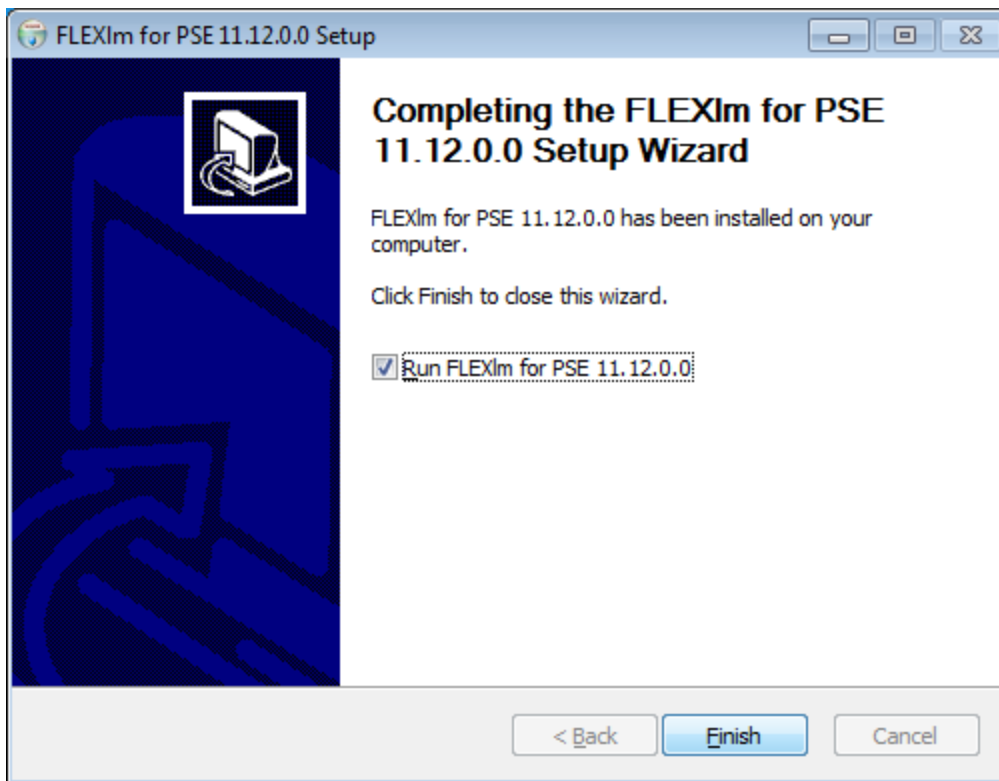 FLEXlm for PSE 11.12.0.0 Setup
Completing the FLEXlm for PSE
11.12.0.0 Setup Wizard
FLEXlm for PSE 11.12.0.0 has been installed on your
computer.
Click Finish to close this wizard.
Run FLEXlm for PSE 11.12.0.0
< Back
Finish
Cancel